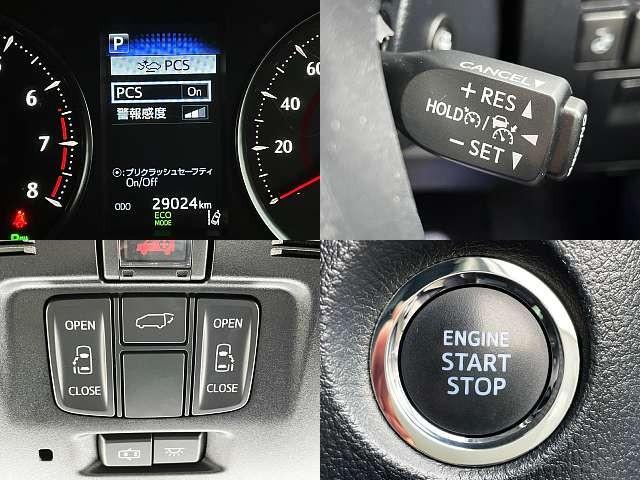 P
PCS
PCS On
警報感度
:プリクラッシュセーフティ
On/Off
ODO 29024 km
ECO
MODE
6
7
8
20
40
60
CANCEL
+ RES
HOLD /
- SET
OPEN
CLOSE
OPEN
CLOSE
ENGINE
START
STOP